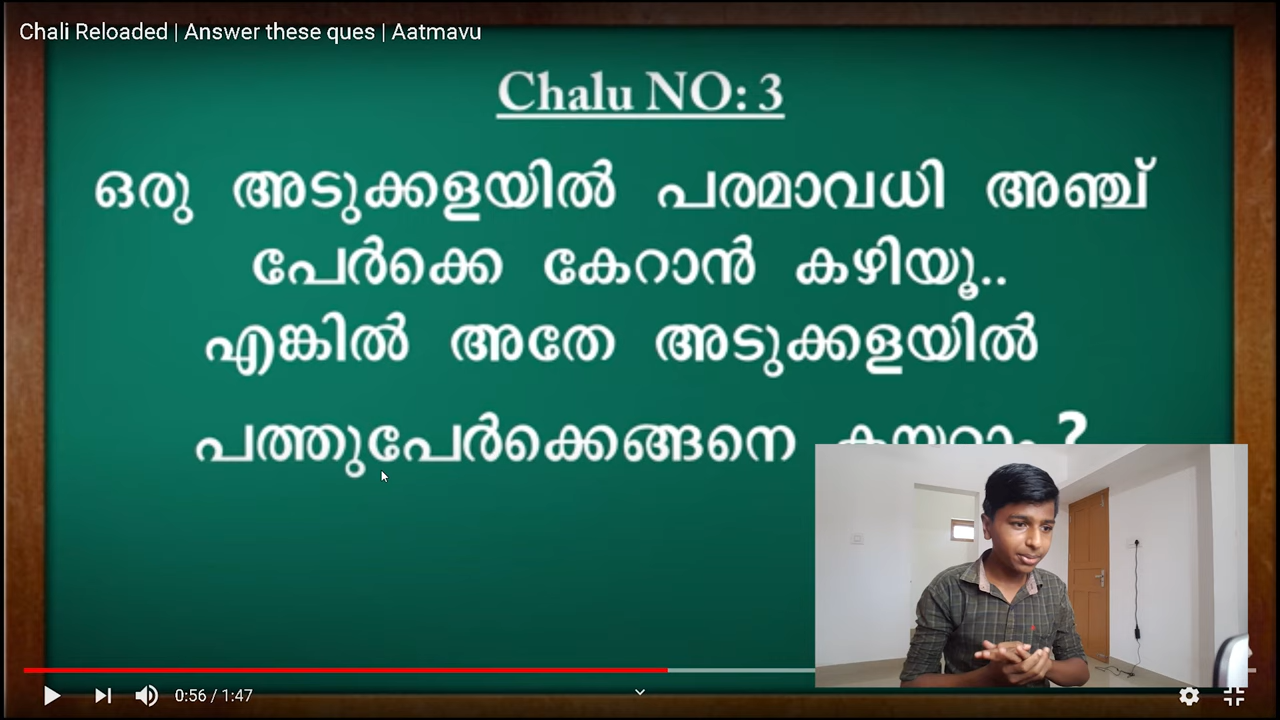 Chali Reloaded | Answer these ques | Aatmavu
Chalu NO: 3
ഒരു അടുക്കളയിൽ പരമാവധി അഞ്ച്
പേർക്കെ കേറാൻ കഴിയൂ..
എങ്കിൽ അതേ അടുക്കളയിൽ
പത്തുപേർക്കെങ്ങനെ ?
0:56 / 1:47